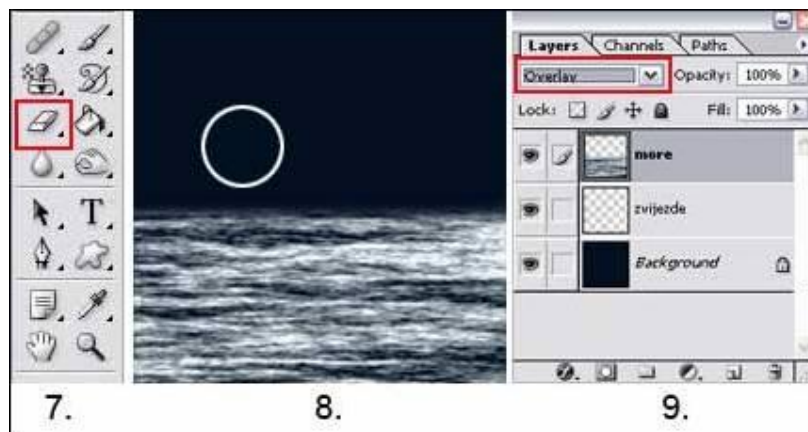 Layers Channels Paths
Overlay Opacity: 100%
Lock: Fill: 100%
more
zvijezde
Background
T
7. 8. 9.